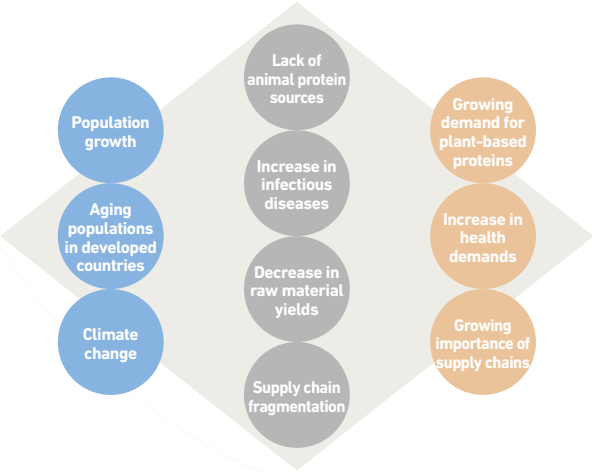 Population
growth
Aging
populations
in developed
countries
Climate
change
Lack of
animal protein
sources
Increase in
infectious
diseases
Decrease in
raw material
yields
Supply chain
fragmentation
Growing
demand for
plant-based
proteins
Increase in
health
demands
Growing
importance of
supply chains